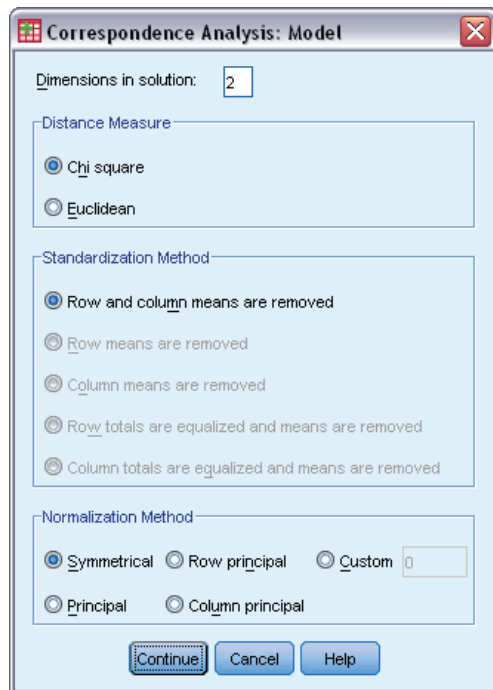 Correspondence Analysis: Model
Dimensions in solution: 2
Distance Measure
Chi square
Euclidean
Standardization Method
Row and column means are removed
Row means are removed
Column means are removed
Row totals are equalized and means are removed
Column totals are equalized and means are removed
Normalization Method
Symmetrical Row principal Custom 0
Principal Column principal
Continue Cancel Help